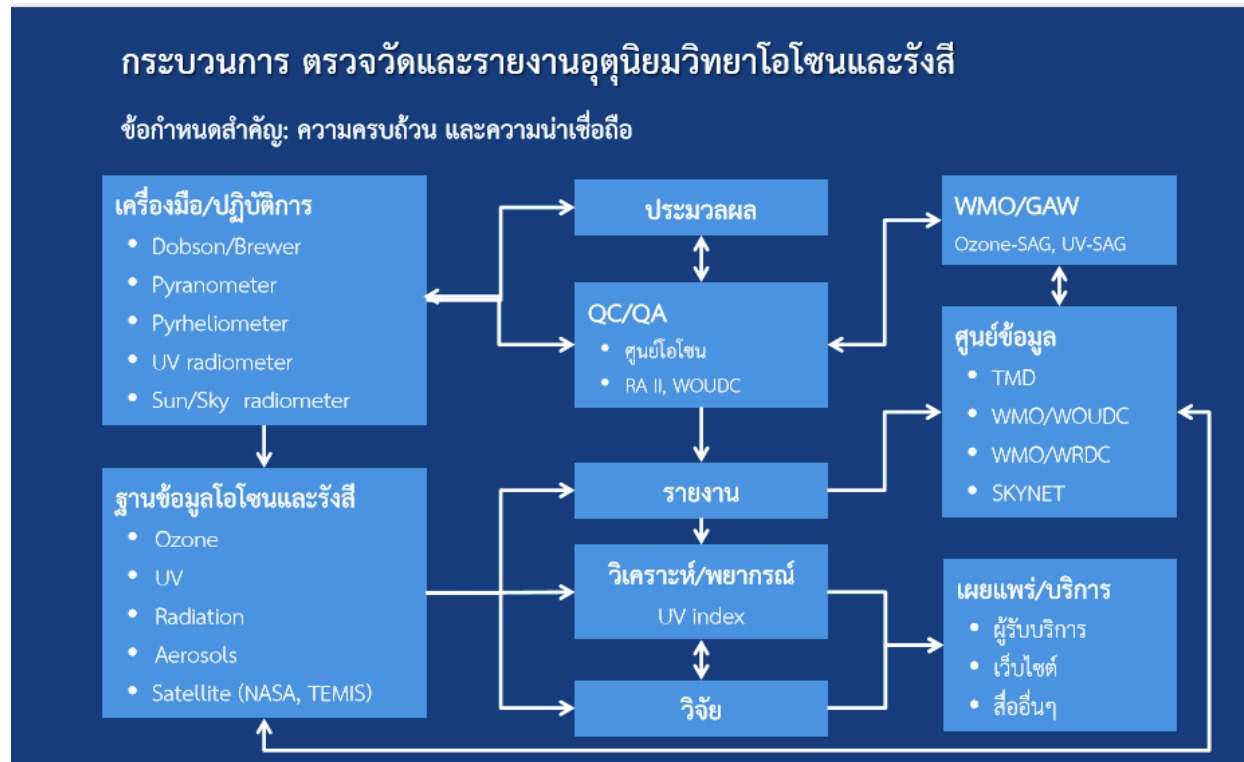 กระบวนการ ตรวจวัดและรายงานอุตุนิยมวิทยาโอโซนและรังสี
ข้อกำหนดสำคัญ: ความครบถ้วน และความน่าเชื่อถือ
เครื่องมือ/ปฏิบัติการ
• Dobson/Brewer
• Pyranometer
• Pyrheliometer
• UV radiometer
• Sun/Sky radiometer
ฐานข้อมูลโอโซนและรังสี
• Ozone
• UV
• Radiation
• Aerosols
• Satellite (NASA, TEMIS)
ประมวลผล
QC/QA
• ศูนย์โอโซน
• RA II, WOUDC
รายงาน
วิเคราะห์/พยากรณ์
UV index
วิจัย
WMO/GAW
Ozone-SAG, UV-SAG
ศูนย์ข้อมูล
• TMD
• WMO/WOUDC
• WMO/WRDC
• SKYNET
เผยแพร่/บริการ
• ผู้รับบริการ
• เว็บไซต์
• สื่ออื่นๆ